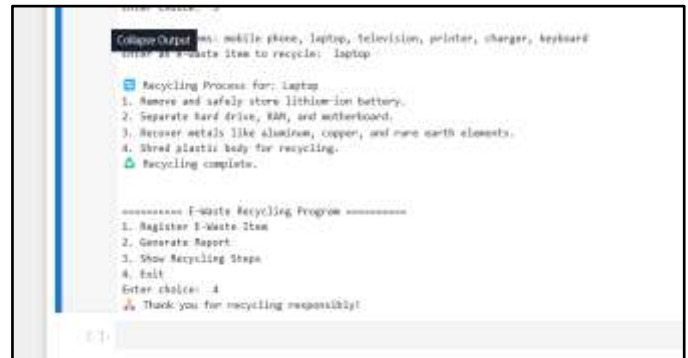 Enter choice: 3
Collapse Output ms: mobile phone, laptop, television, printer, charger, keyboard
Enter an e-waste item to recycle: laptop
Recycling Process for: Laptop
1. Remove and safely store lithium-ion battery.
2. Separate hard drive, RAM, and motherboard.
3. Recover metals like aluminum, copper, and rare earth elements.
4. Shred plastic body for recycling.
Recycling complete.
========== E-Waste Recycling Program ==========
1. Register E-Waste Item
2. Generate Report
3. Show Recycling Steps
4. Exit
Enter choice: 4
Thank you for recycling responsibly!
[ ]: